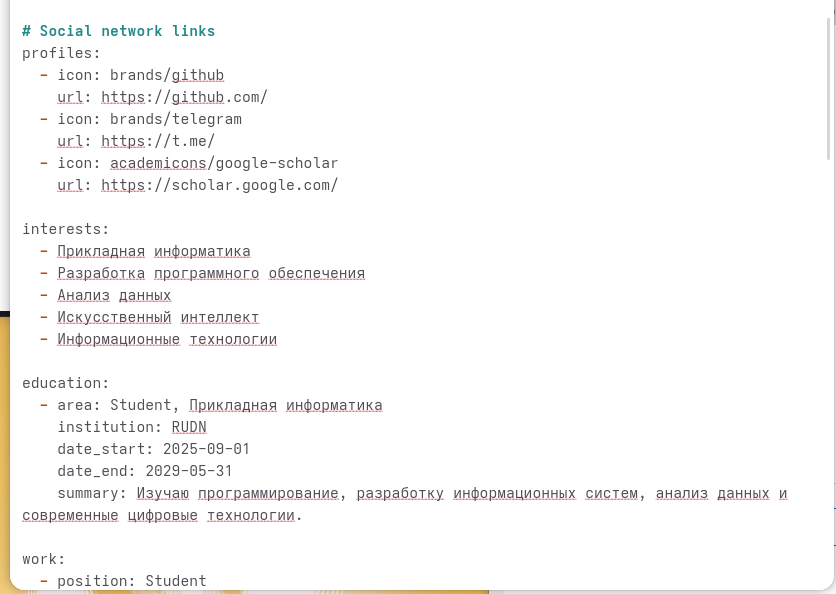 # Social network links
profiles:
  - icon: brands/github
    url: https://github.com/
  - icon: brands/telegram
    url: https://t.me/
  - icon: academicons/google-scholar
    url: https://scholar.google.com/

interests:
  - Прикладная информатика
  - Разработка программного обеспечения
  - Анализ данных
  - Искусственный интеллект
  - Информационные технологии

education:
  - area: Student, Прикладная информатика
    institution: RUDN
    date_start: 2025-09-01
    date_end: 2029-05-31
    summary: Изучаю программирование, разработку информационных систем, анализ данных и
современные цифровые технологии.

work:
  - position: Student